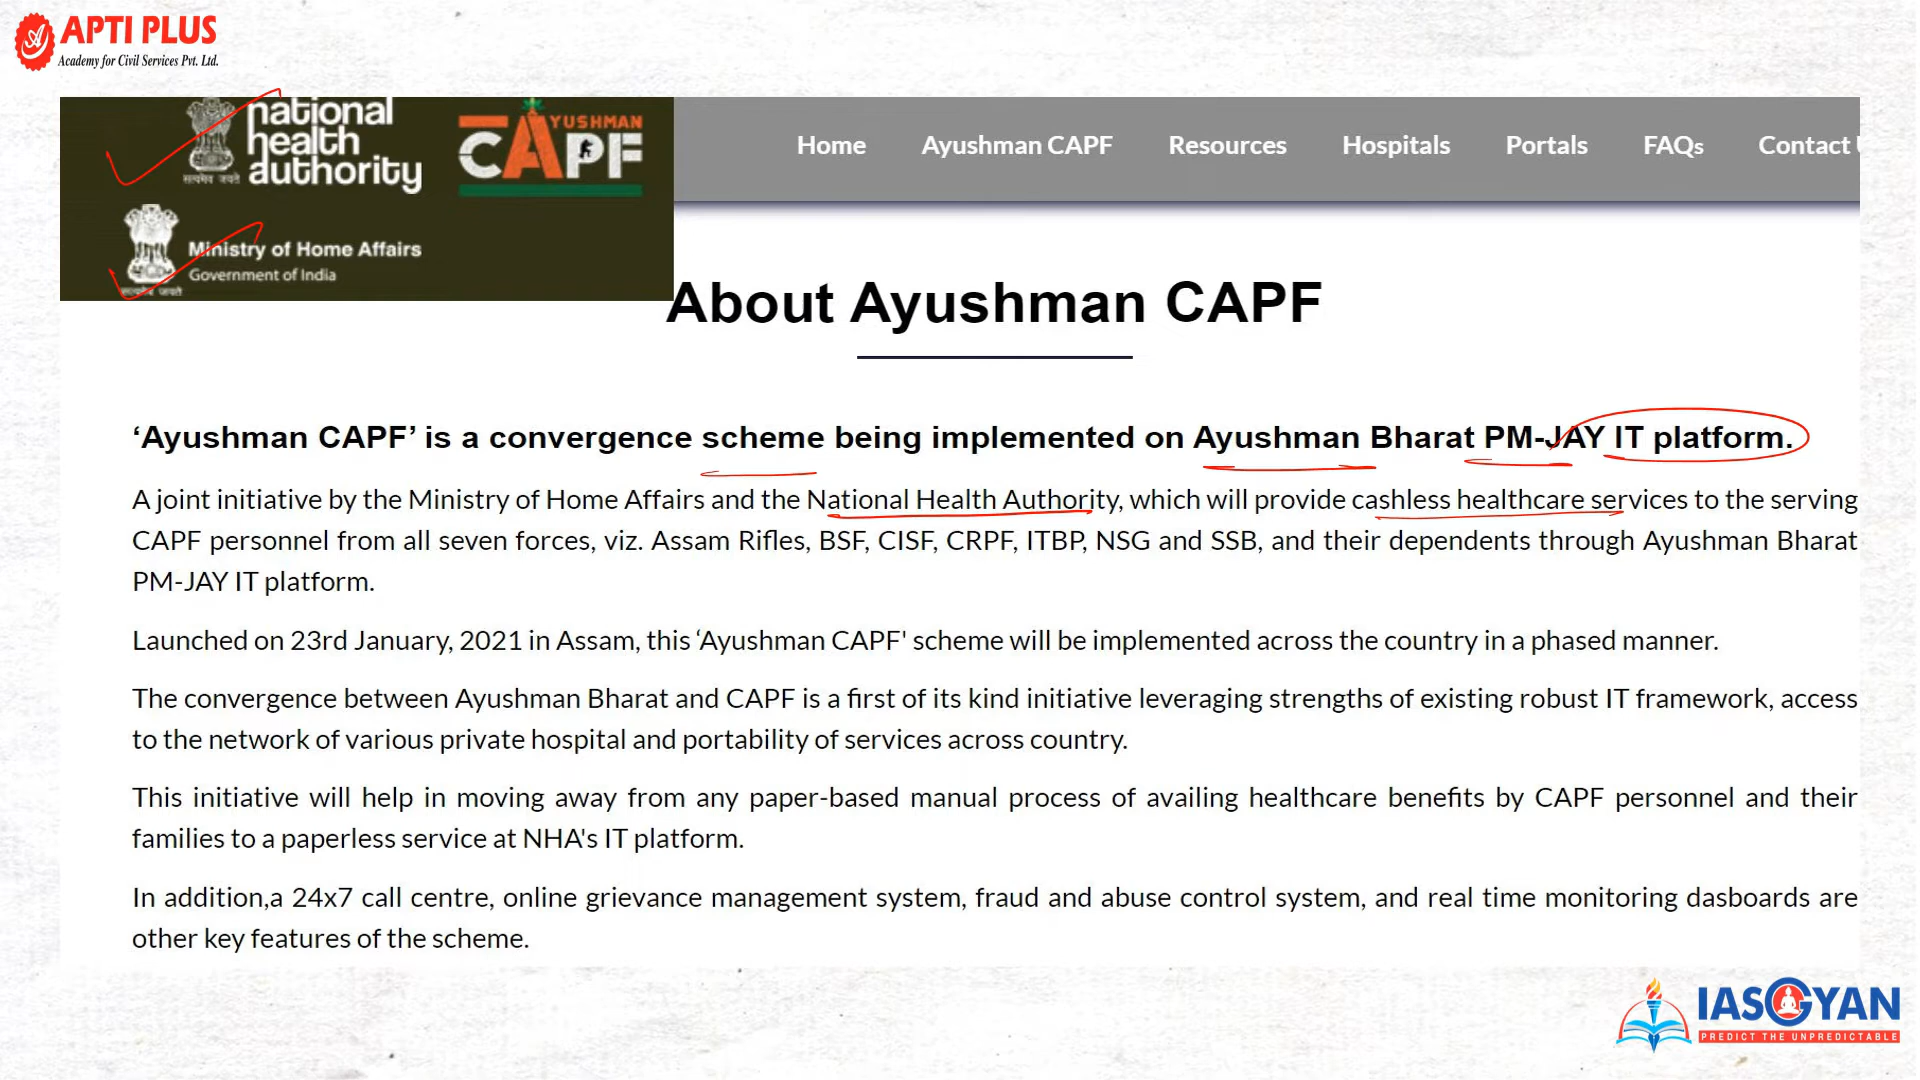 APTI PLUS
Academy for Civil Services Pvt. Ltd.
national
health
authority
सत्यमेव जयते
AYUSHMAN
CAPF
Ministry of Home Affairs
Government of India
सत्यमेव जयते
Home Ayushman CAPF Resources Hospitals Portals FAQs Contact U
About Ayushman CAPF
‘Ayushman CAPF’ is a convergence scheme being implemented on Ayushman Bharat PM-JAY IT platform.
A joint initiative by the Ministry of Home Affairs and the National Health Authority, which will provide cashless healthcare services to the serving
CAPF personnel from all seven forces, viz. Assam Rifles, BSF, CISF, CRPF, ITBP, NSG and SSB, and their dependents through Ayushman Bharat
PM-JAY IT platform.
Launched on 23rd January, 2021 in Assam, this ‘Ayushman CAPF' scheme will be implemented across the country in a phased manner.
The convergence between Ayushman Bharat and CAPF is a first of its kind initiative leveraging strengths of existing robust IT framework, access
to the network of various private hospital and portability of services across country.
This initiative will help in moving away from any paper-based manual process of availing healthcare benefits by CAPF personnel and their
families to a paperless service at NHA's IT platform.
In addition,a 24x7 call centre, online grievance management system, fraud and abuse control system, and real time monitoring dasboards are
other key features of the scheme.
IASGYAN
PREDICT THE UNPREDICTABLE